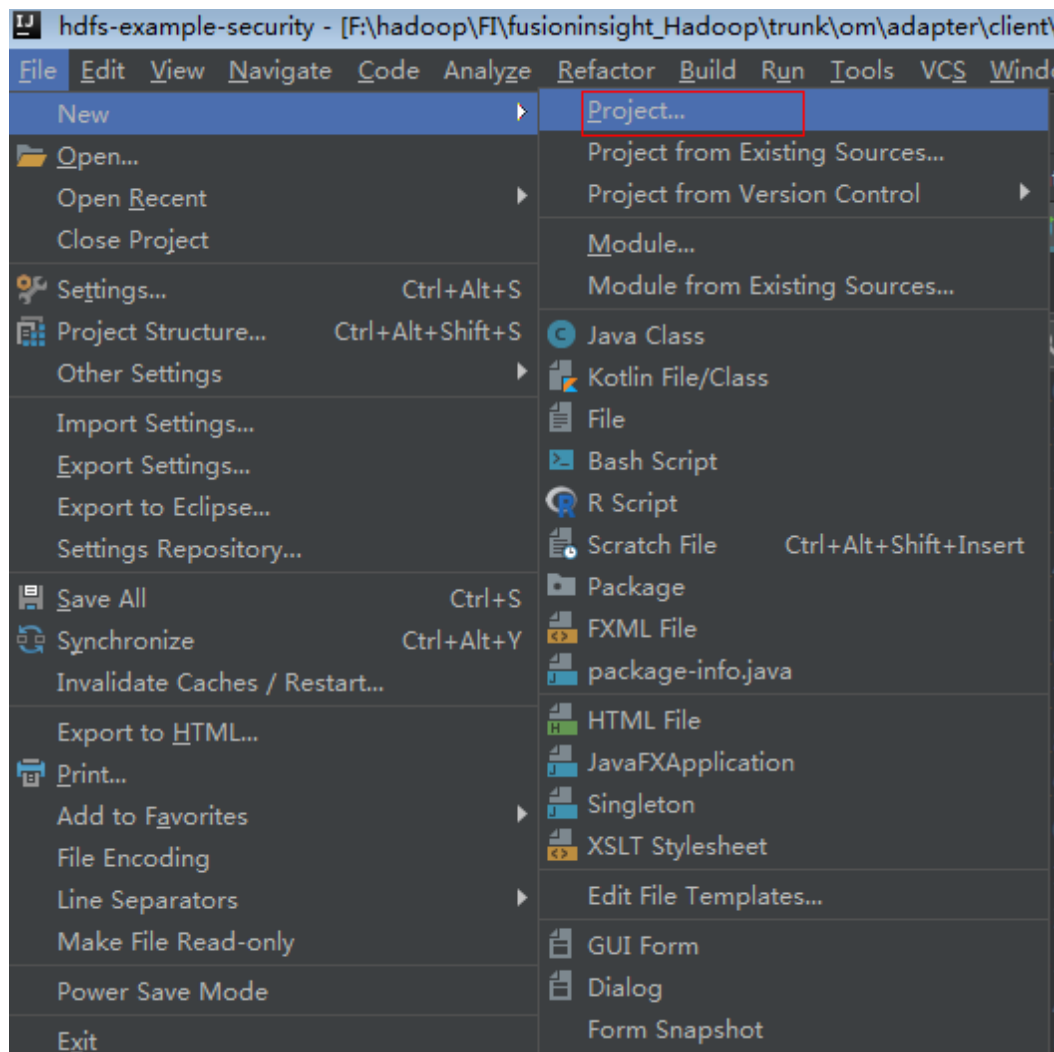 hdfs-example-security - [F:\hadoop\FI\fusioninsight_Hadoop\trunk\om\adapter\client\
File Edit View Navigate Code Analyze Refactor Build Run Tools VCS Windo
New
Open...
Open Recent
Close Project
Settings... Ctrl+Alt+S
Project Structure... Ctrl+Alt+Shift+S
Other Settings
Import Settings...
Export Settings...
Export to Eclipse...
Settings Repository...
Save All Ctrl+S
Synchronize Ctrl+Alt+Y
Invalidate Caches / Restart...
Export to HTML...
Print...
Add to Favorites
File Encoding
Line Separators
Make File Read-only
Power Save Mode
Exit
Project...
Project from Existing Sources...
Project from Version Control
Module...
Module from Existing Sources...
Java Class
Kotlin File/Class
File
Bash Script
R Script
Scratch File Ctrl+Alt+Shift+Insert
Package
FXML File
package-info.java
HTML File
JavaFXApplication
Singleton
XSLT Stylesheet
Edit File Templates...
GUI Form
Dialog
Form Snapshot